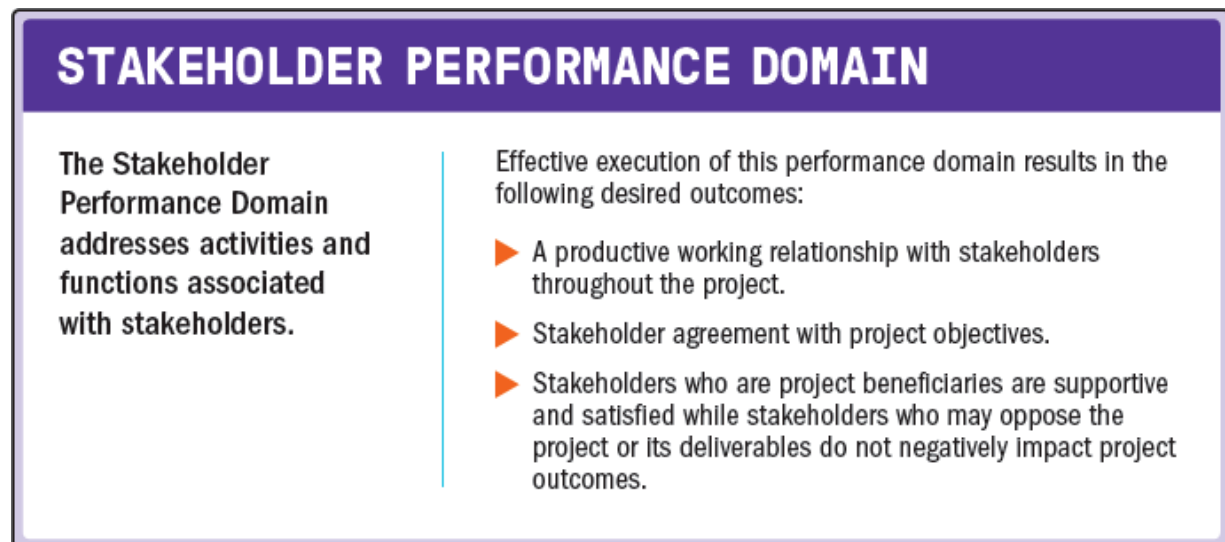 STAKEHOLDER PERFORMANCE DOMAIN
The Stakeholder
Performance Domain
addresses activities and
functions associated
with stakeholders.
Effective execution of this performance domain results in the
following desired outcomes:
A productive working relationship with stakeholders
throughout the project.
Stakeholder agreement with project objectives.
Stakeholders who are project beneficiaries are supportive
and satisfied while stakeholders who may oppose the
project or its deliverables do not negatively impact project
outcomes.